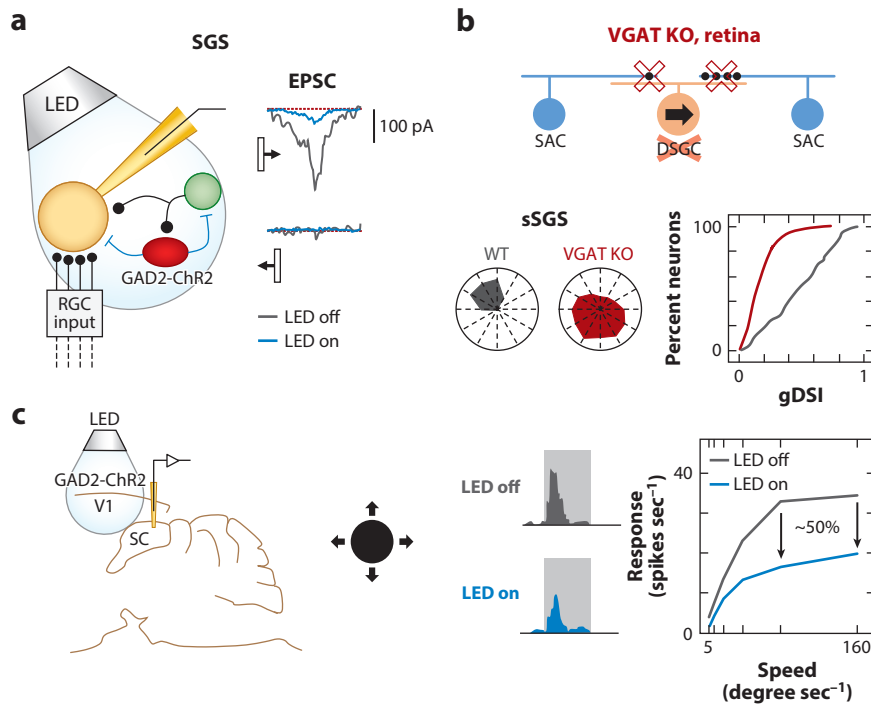 a
SGS
LED
EPSC
100 pA
GAD2-ChR2
RGC
input
LED off
LED on
b
VGAT KO, retina
SAC
DSGC
SAC
sSGS
WT
VGAT KO
Percent neurons
100
0
0
1
gDSI
c
LED
GAD2-ChR2
V1
SC
LED off
LED on
Response
(spikes sec⁻¹)
40
0
LED off
LED on
~50%
5
160
Speed
(degree sec⁻¹)